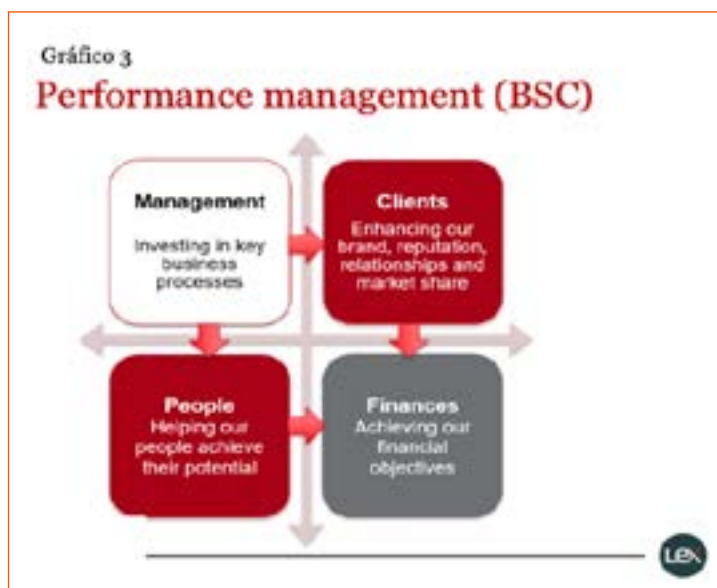 Gráfico 3
Performance management (BSC)
Management
Investing in key
business
processes
Clients
Enhancing our
brand, reputation,
relationships and
market share
People
Helping our
people achieve
their potential
Finances
Achieving our
financial
objectives
Lex